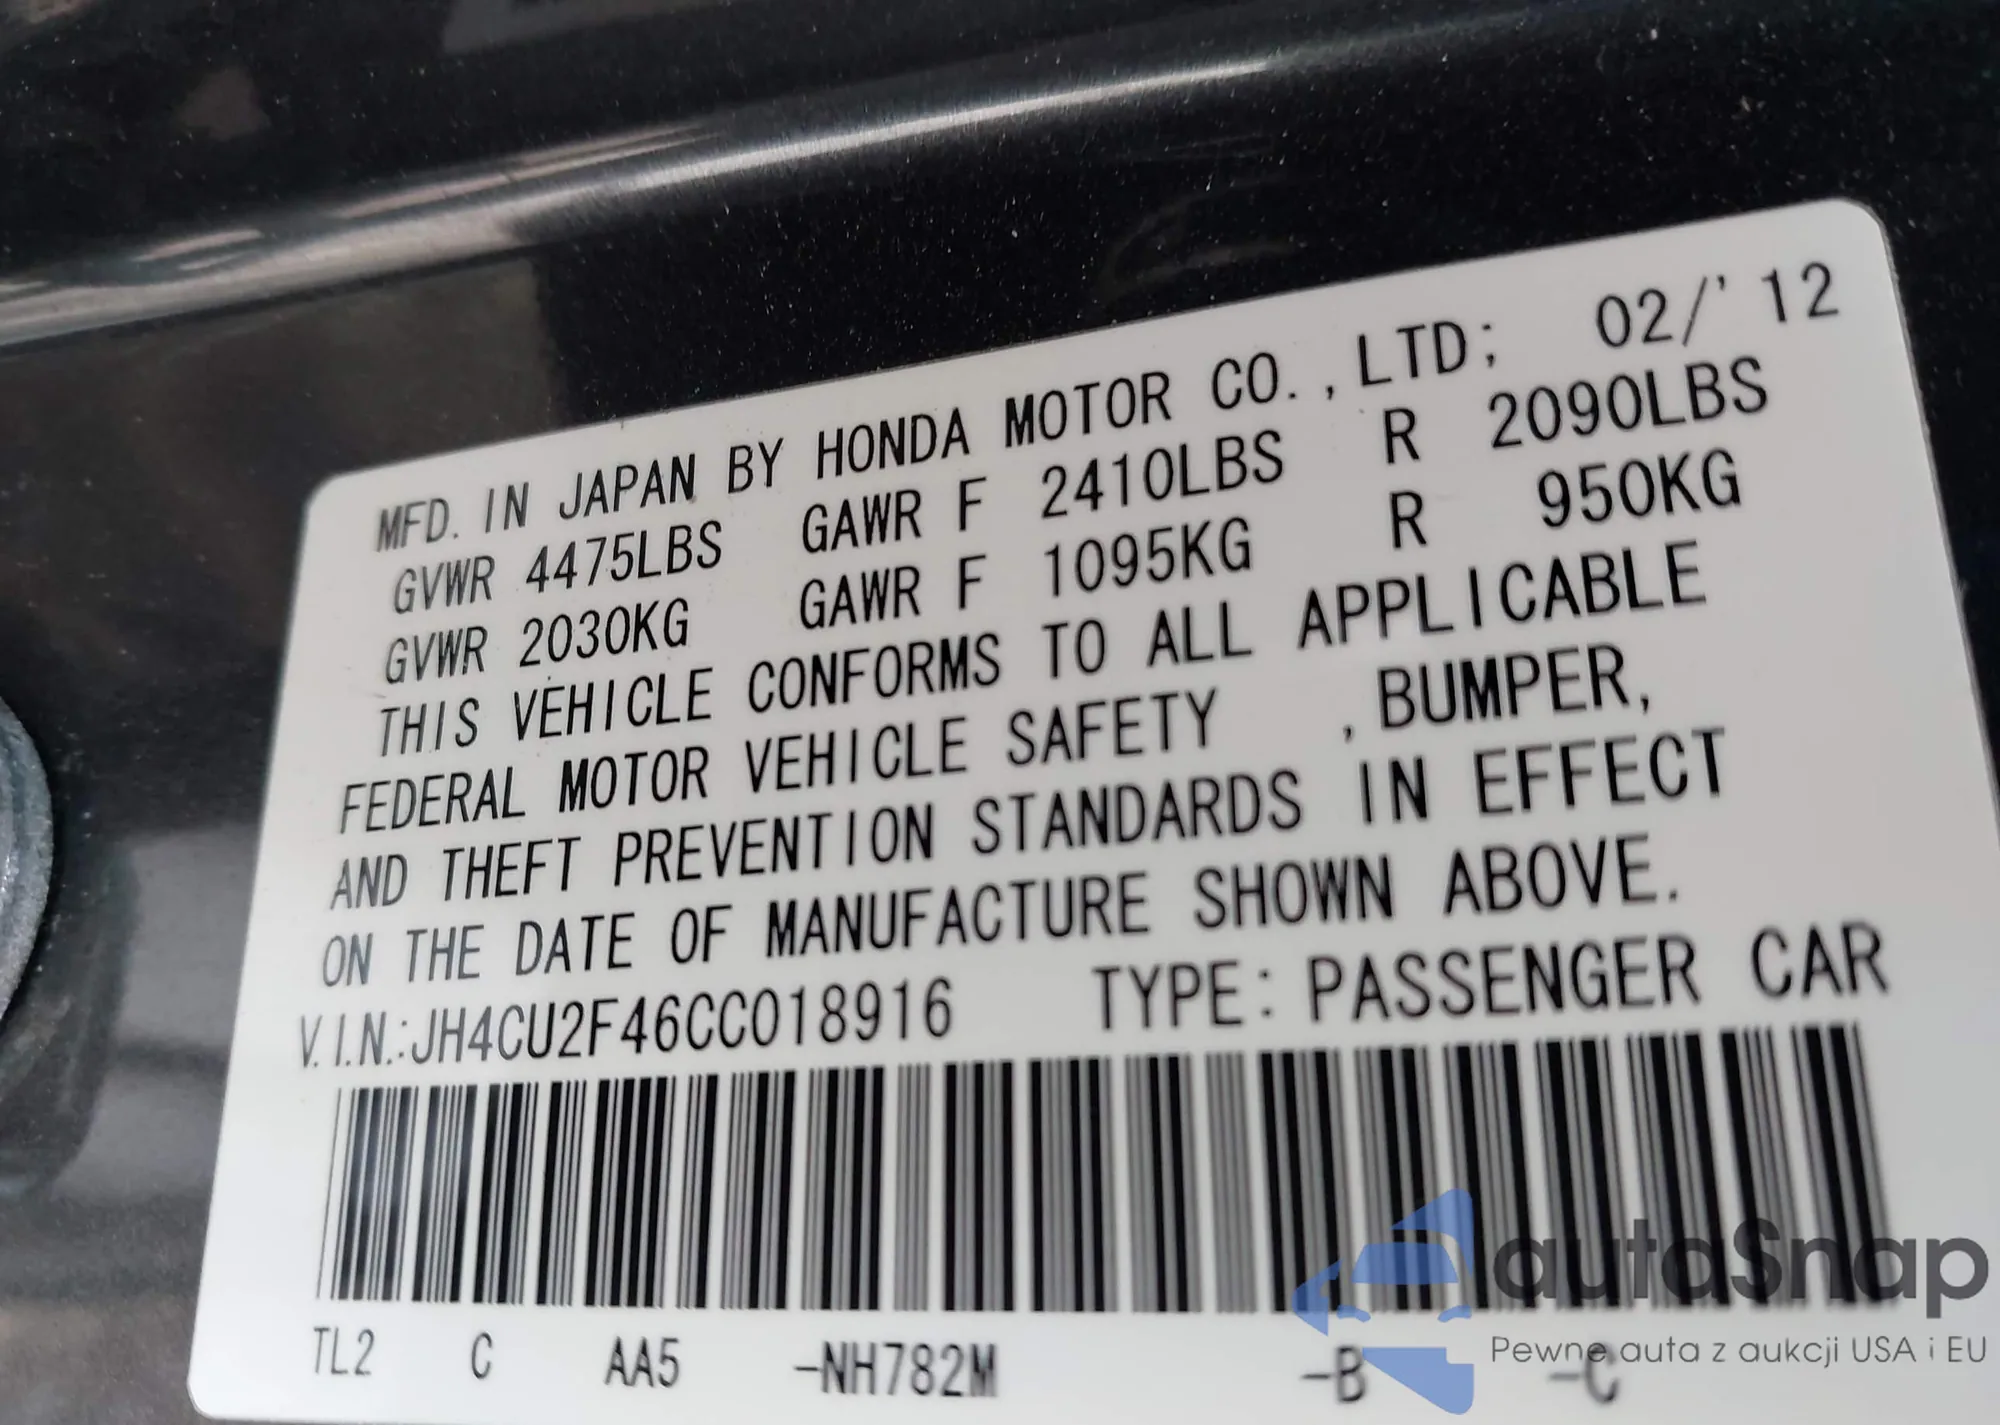 MFD. IN JAPAN BY HONDA MOTOR CO., LTD; 02/'12
GVWR 4475LBS GAWR F 2410LBS R 2090LBS
GVWR 2030KG GAWR F 1095KG R 950KG
THIS VEHICLE CONFORMS TO ALL APPLICABLE
FEDERAL MOTOR VEHICLE SAFETY , BUMPER,
AND THEFT PREVENTION STANDARDS IN EFFECT
ON THE DATE OF MANUFACTURE SHOWN ABOVE.
V.I.N.:JH4CU2F46CC018916 TYPE: PASSENGER CAR
TL2 C AA5 -NH782M -B -C
autaSnap
Pewne auta z aukcji USA i EU